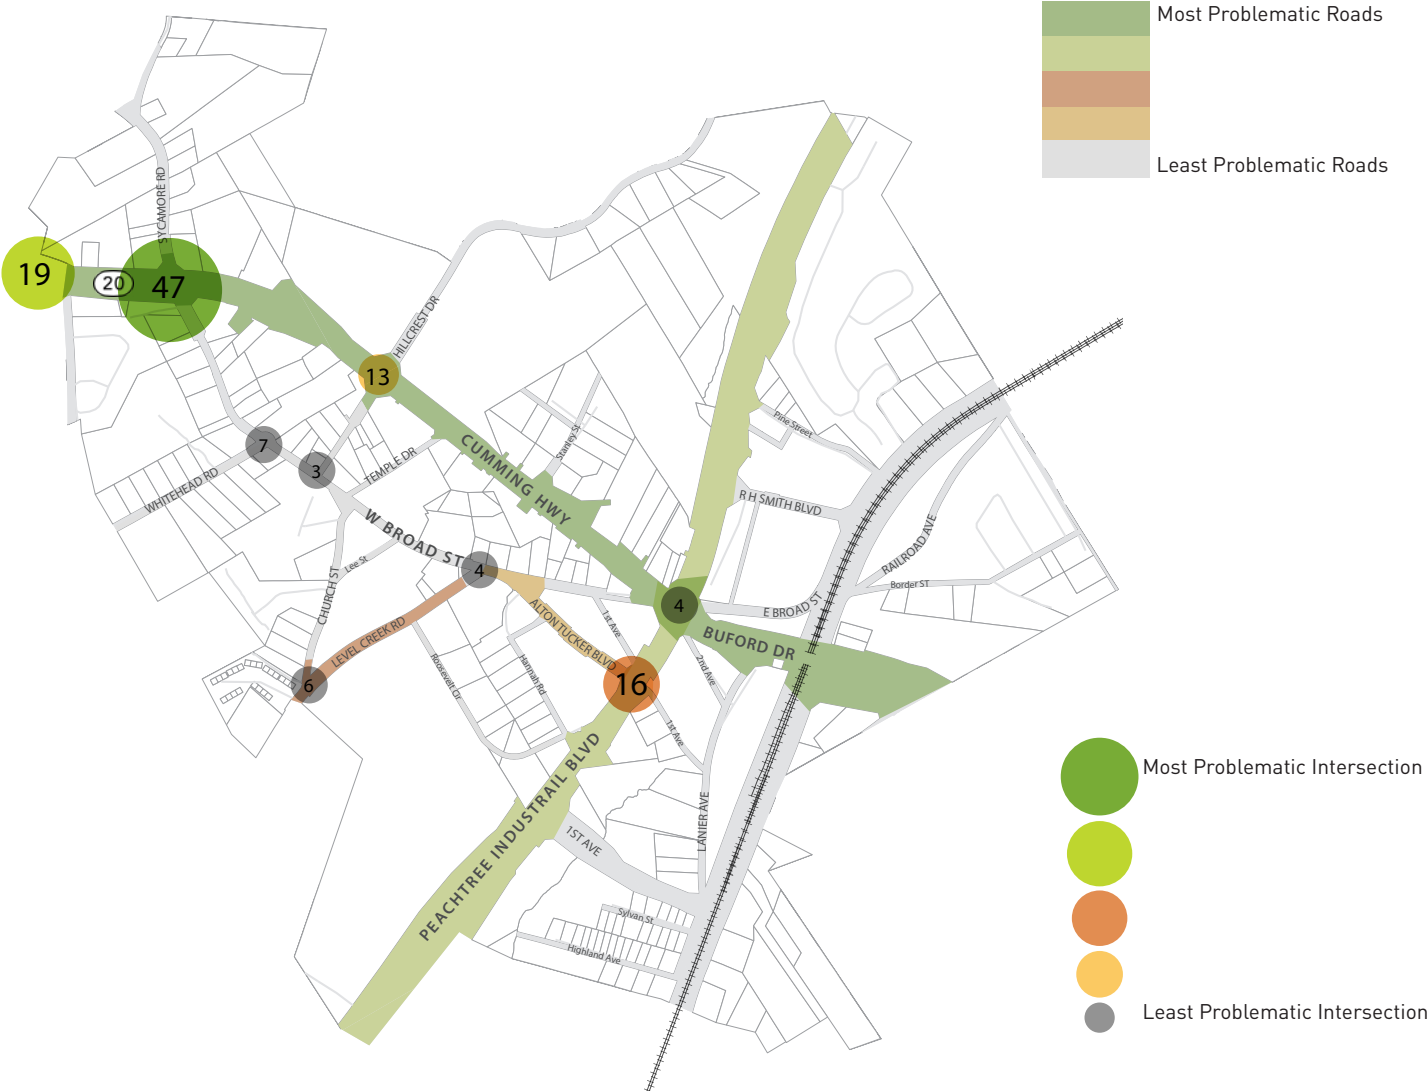 Most Problematic Roads
Least Problematic Roads
SYCAMORE RD
19
20
47
HILLCREST DR
13
Pine Street
7
3
TEMPLE DR
WHITEHEAD RD
CUMMING HWY
Stanley St
R H SMITH BLVD
W BROAD ST
RAILROAD AVE
Lee St
4
CHURCH ST
Border ST
4
E BROAD ST
LEVEL CREEK RD
ALTON TUCKER BLVD
1st Ave
BUFORD DR
6
Roosevelt Cir
Hannah Rd
16
2nd Ave
1st Ave
PEACHTREE INDUSTRAIL BLVD
1ST AVE
LANIER AVE
Sylvan St
Highland Ave
Most Problematic Intersection
Least Problematic Intersection